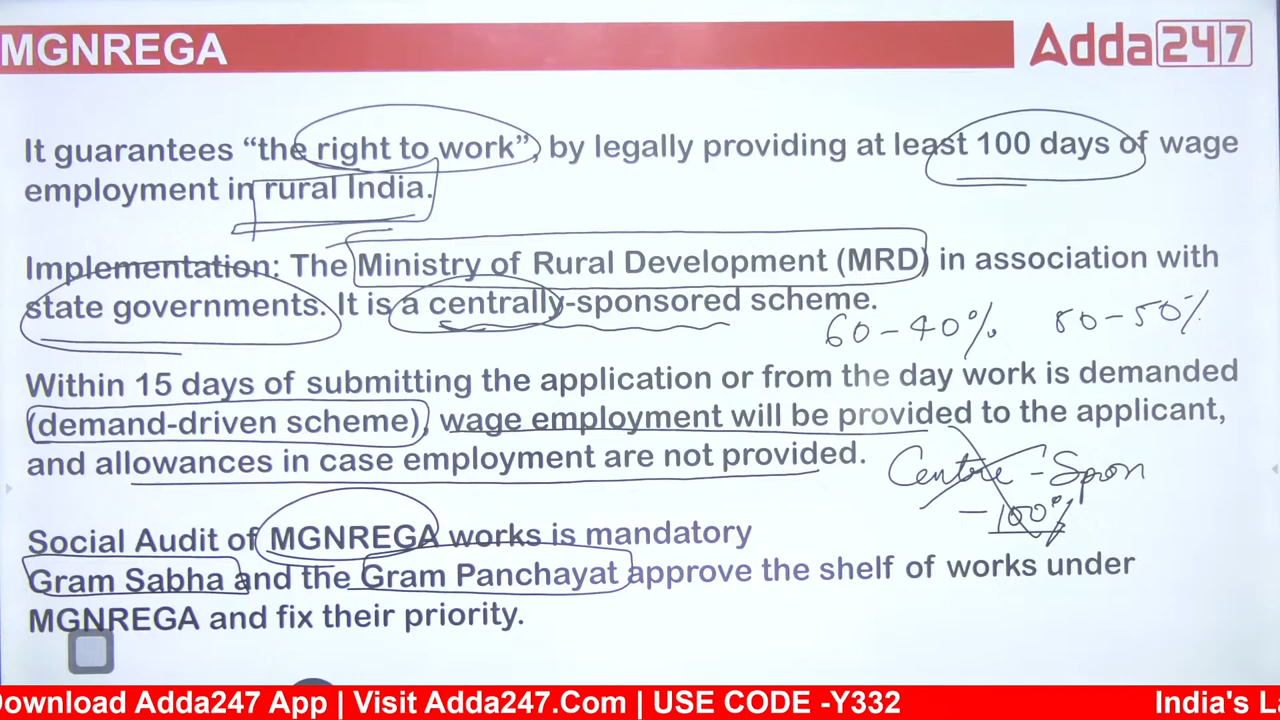 MGNREGA
Adda247
It guarantees “the right to work”, by legally providing at least 100 days of wage
employment in rural India.
Implementation: The Ministry of Rural Development (MRD) in association with
state governments. It is a centrally-sponsored scheme.
60-40% 50-50%
Within 15 days of submitting the application or from the day work is demanded
(demand-driven scheme), wage employment will be provided to the applicant,
and allowances in case employment are not provided.
Centre-Spon
-100%
Social Audit of MGNREGA works is mandatory
Gram Sabha and the Gram Panchayat approve the shelf of works under
MGNREGA and fix their priority.
Download Adda247 App | Visit Adda247.Com | USE CODE -Y332
India's La